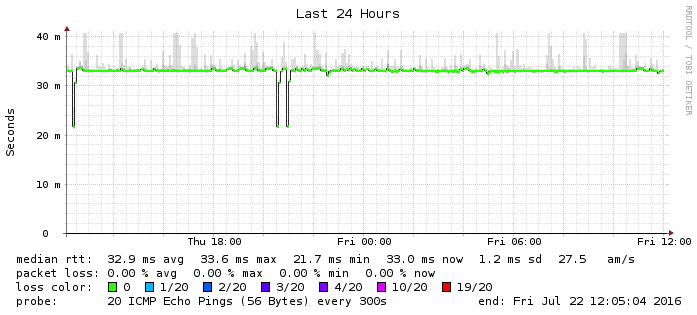 Last 24 Hours
RRDTOOL / TOBI OETIKER
Seconds
40 m
30 m
20 m
10 m
0
Thu 18:00 Fri 00:00 Fri 06:00 Fri 12:00
median rtt: 32.9 ms avg 33.6 ms max 21.7 ms min 33.0 ms now 1.2 ms sd 27.5 am/s
packet loss: 0.00 % avg 0.00 % max 0.00 % min 0.00 % now
loss color: 0 1/20 2/20 3/20 4/20 10/20 19/20
probe: 20 ICMP Echo Pings (56 Bytes) every 300s end: Fri Jul 22 12:05:04 2016